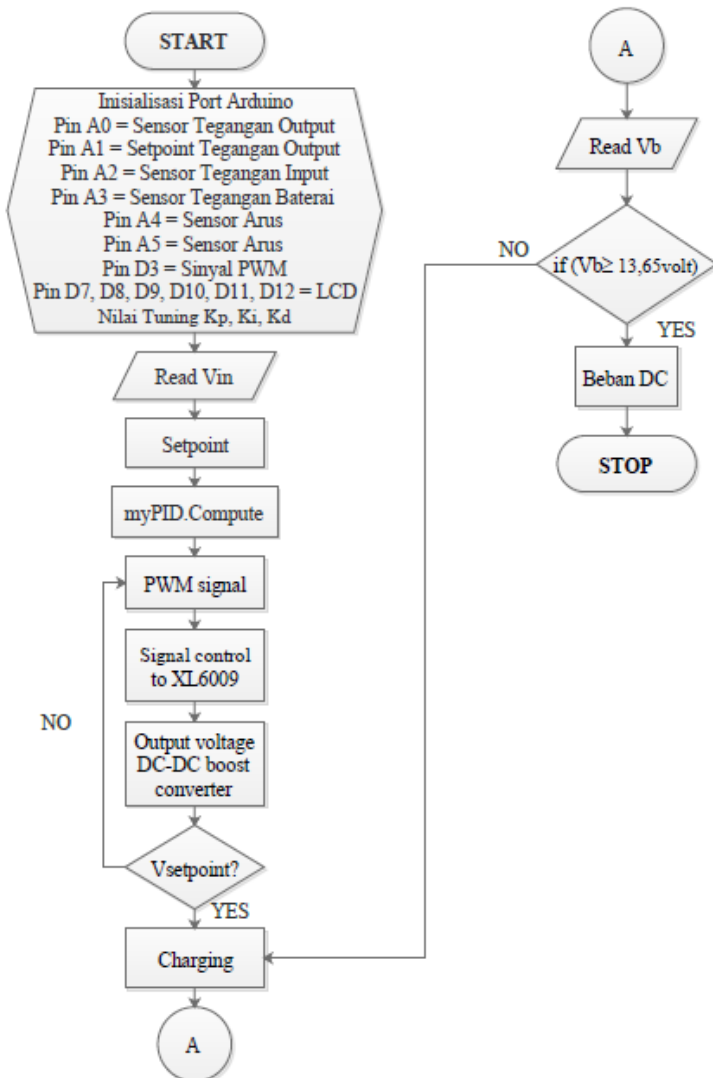 START
Inisialisasi Port Arduino
Pin A0 = Sensor Tegangan Output
Pin A1 = Setpoint Tegangan Output
Pin A2 = Sensor Tegangan Input
Pin A3 = Sensor Tegangan Baterai
Pin A4 = Sensor Arus
Pin A5 = Sensor Arus
Pin D3 = Sinyal PWM
Pin D7, D8, D9, D10, D11, D12 = LCD
Nilai Tuning Kp, Ki, Kd
Read Vin
Setpoint
myPID.Compute
PWM signal
Signal control
to XL6009
NO
Output voltage
DC-DC boost
converter
Vsetpoint?
YES
Charging
A
A
Read Vb
NO
if (Vb≥ 13,65volt)
YES
Beban DC
STOP